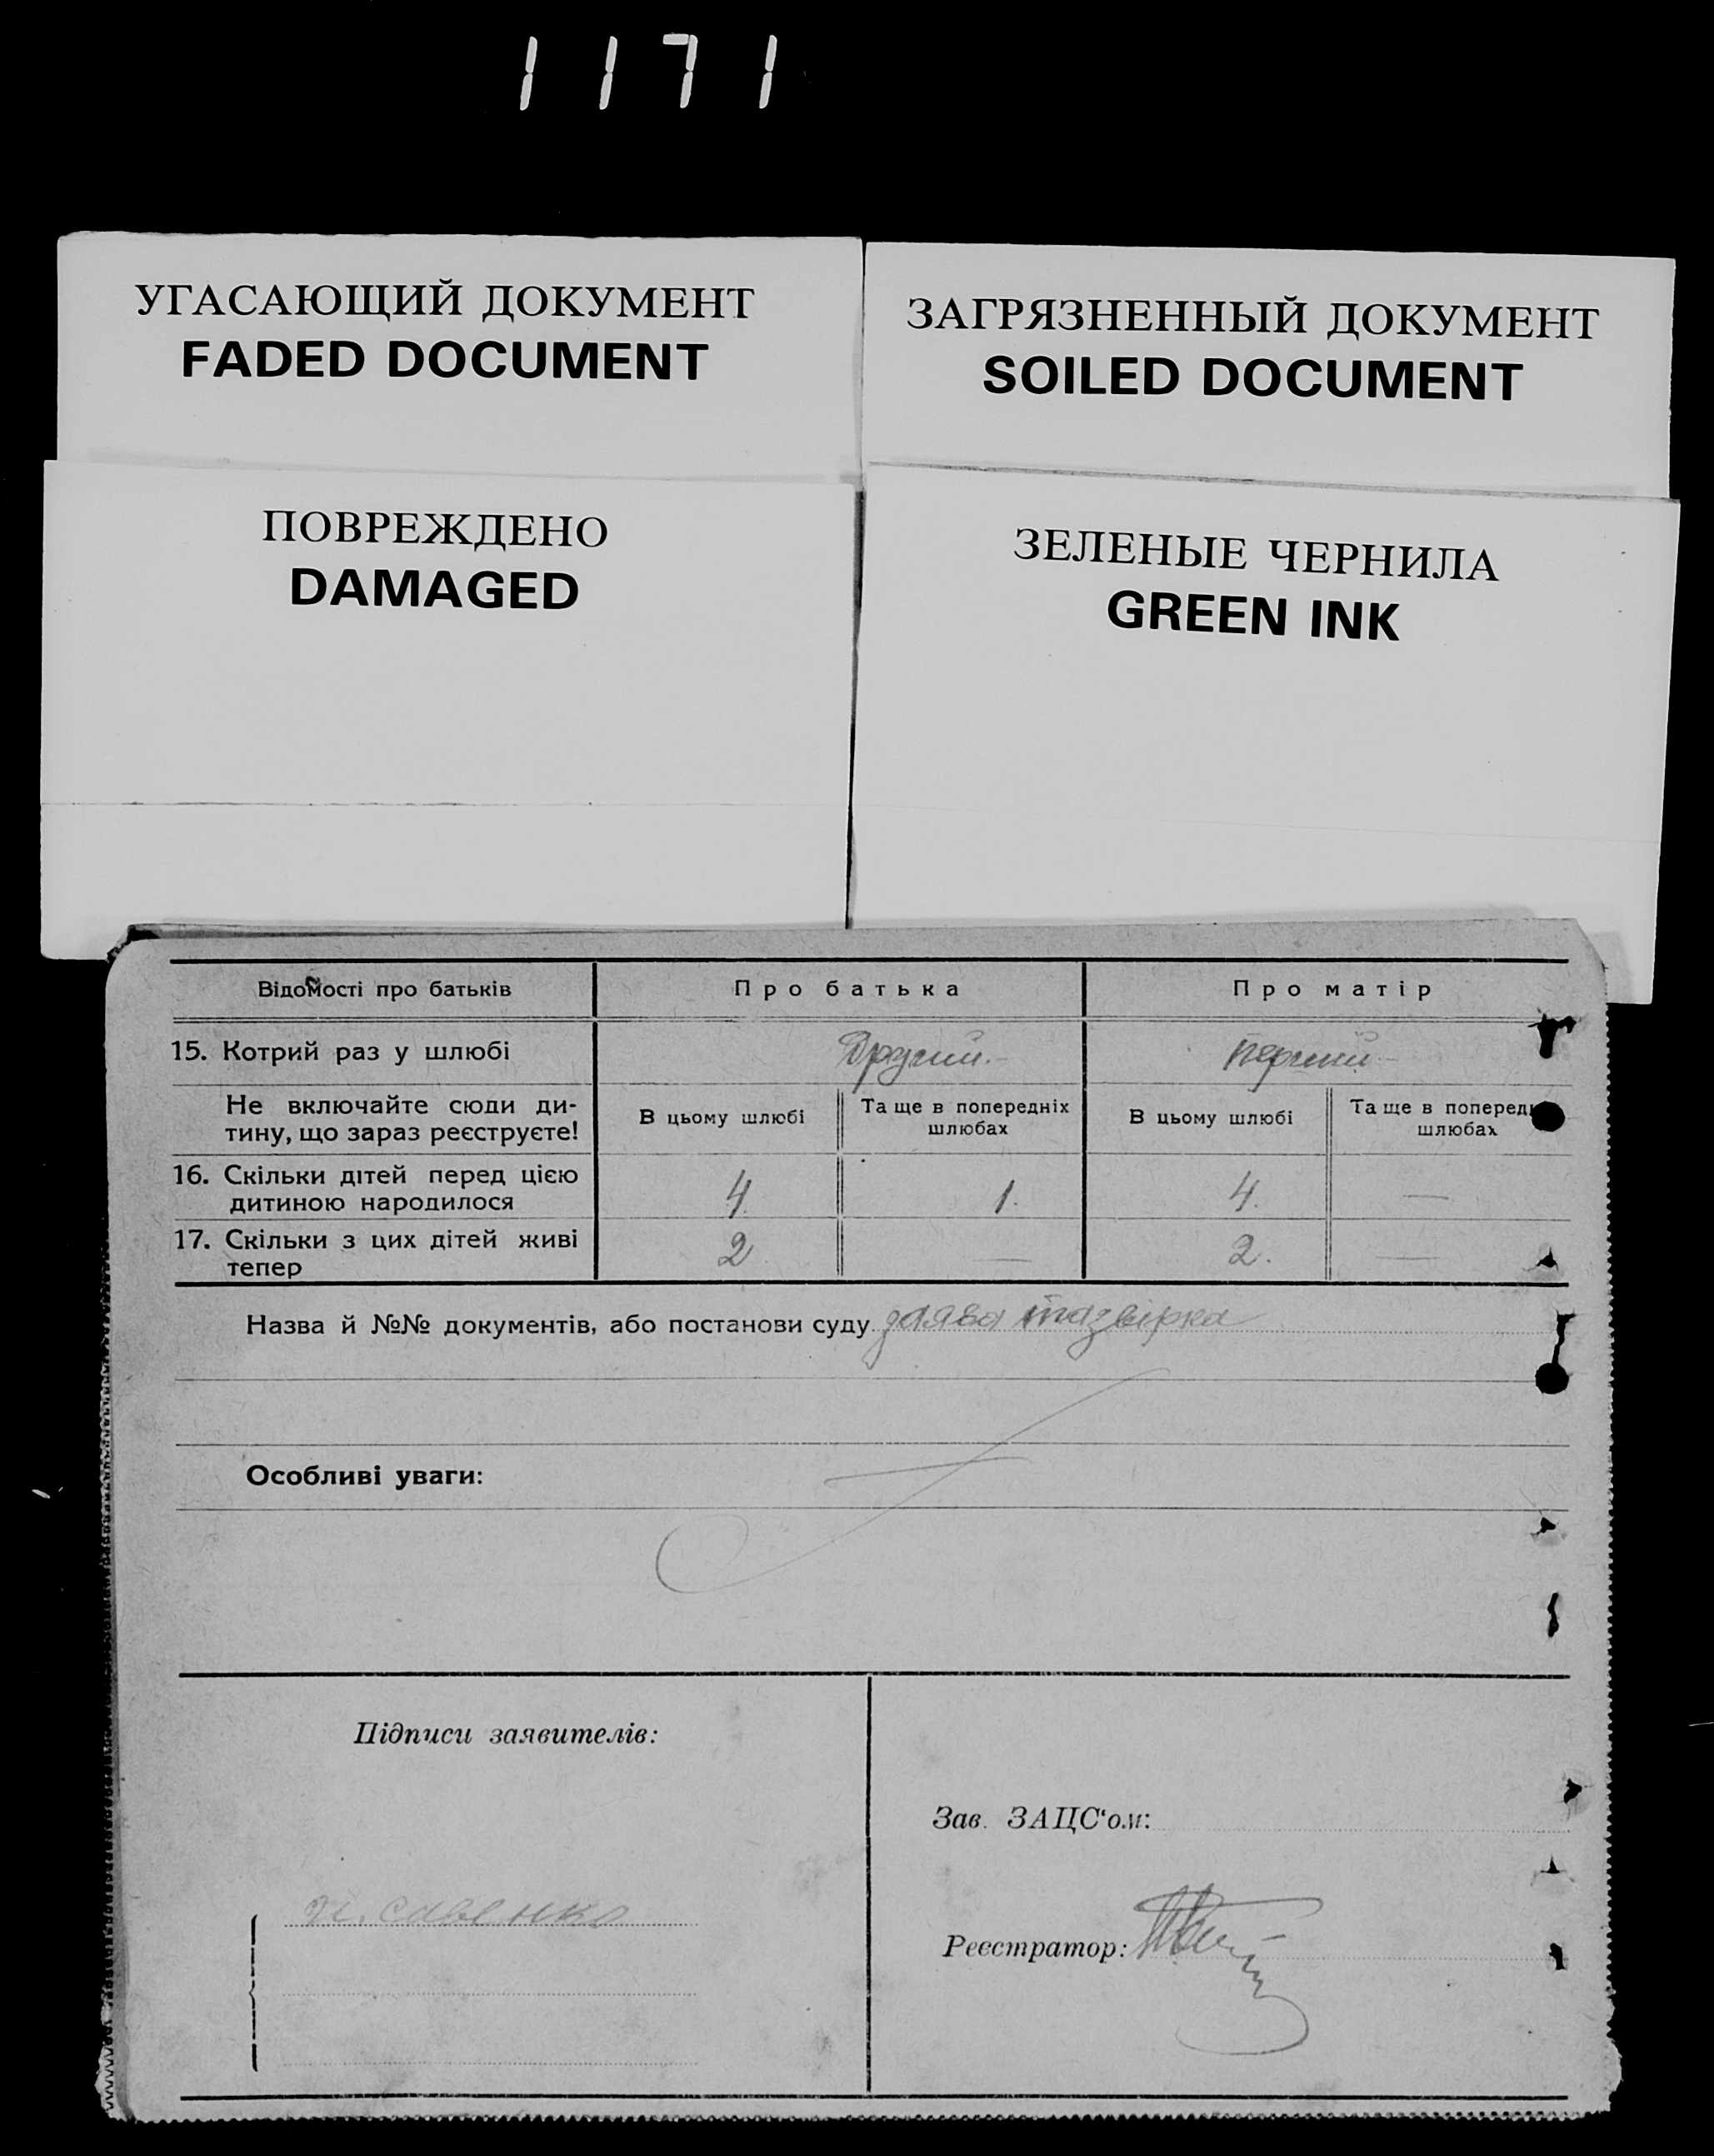 1171
УГАСАЮЩИЙ ДОКУМЕНТ
FADED DOCUMENT
ЗАГРЯЗНЕННЫЙ ДОКУМЕНТ
SOILED DOCUMENT
ПОВРЕЖДЕНО
DAMAGED
ЗЕЛЕНЫЕ ЧЕРНИЛА
GREEN INK
Відомості про батьків
Про батька
Про матір
15. Котрий раз у шлюбі
Другий.–
Перший–
Не включайте сюди ди-
тину, що зараз реєструєте!
В цьому шлюбі
Та ще в попередніх
шлюбах
В цьому шлюбі
Та ще в поперед
шлюбах
16. Скільки дітей перед цією
дитиною народилося
4.
1.
4.
—
17. Скільки з цих дітей живі
тепер
2
—
2.
—
Назва й №№ документів, або постанови суду заява та звірка
Особливі уваги:
Підписи заявителів:
Зав. ЗАЦС'ом:
савенко
Реєстратор: